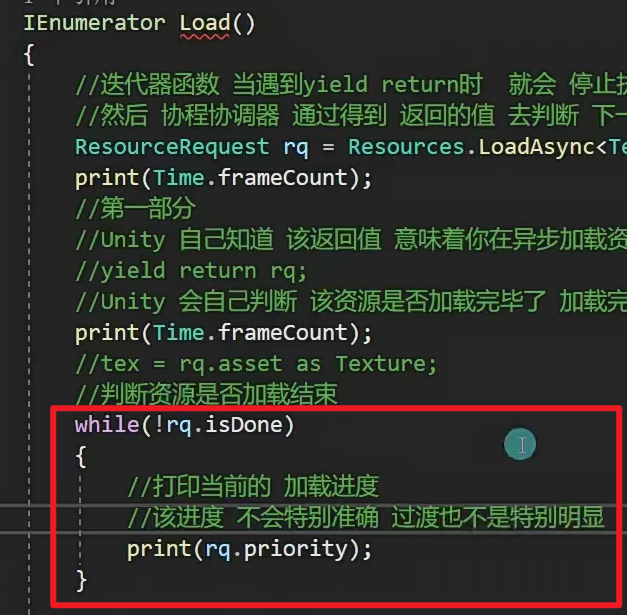 IEnumerator Load()
{
//迭代器函数 当遇到yield return时 就会 停止
//然后 协程协调器 通过得到 返回的值 去判断 下一
ResourceRequest rq = Resources.LoadAsync<Te
print(Time.frameCount);
//第一部分
//Unity 自己知道 该返回值 意味着你在异步加载资
//yield return rq;
//Unity 会自己判断 该资源是否加载完毕了 加载完
print(Time.frameCount);
//tex = rq.asset as Texture;
//判断资源是否加载结束
while(!rq.isDone)
{
//打印当前的 加载进度
//该进度 不会特别准确 过渡也不是特别明显
print(rq.priority);
}